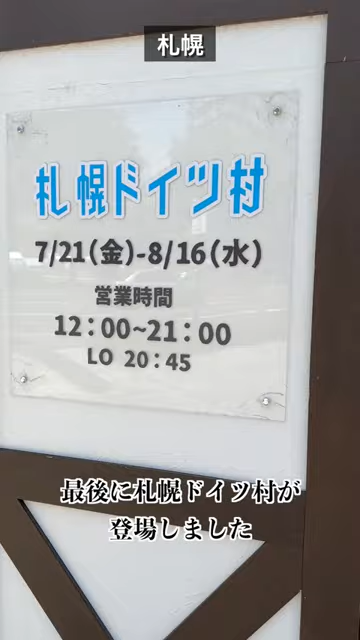 札幌
札幌ドイツ村
7/21(金)-8/16(水)
営業時間
12:00~21:00
LO 20:45
最後に札幌ドイツ村が
登場しました